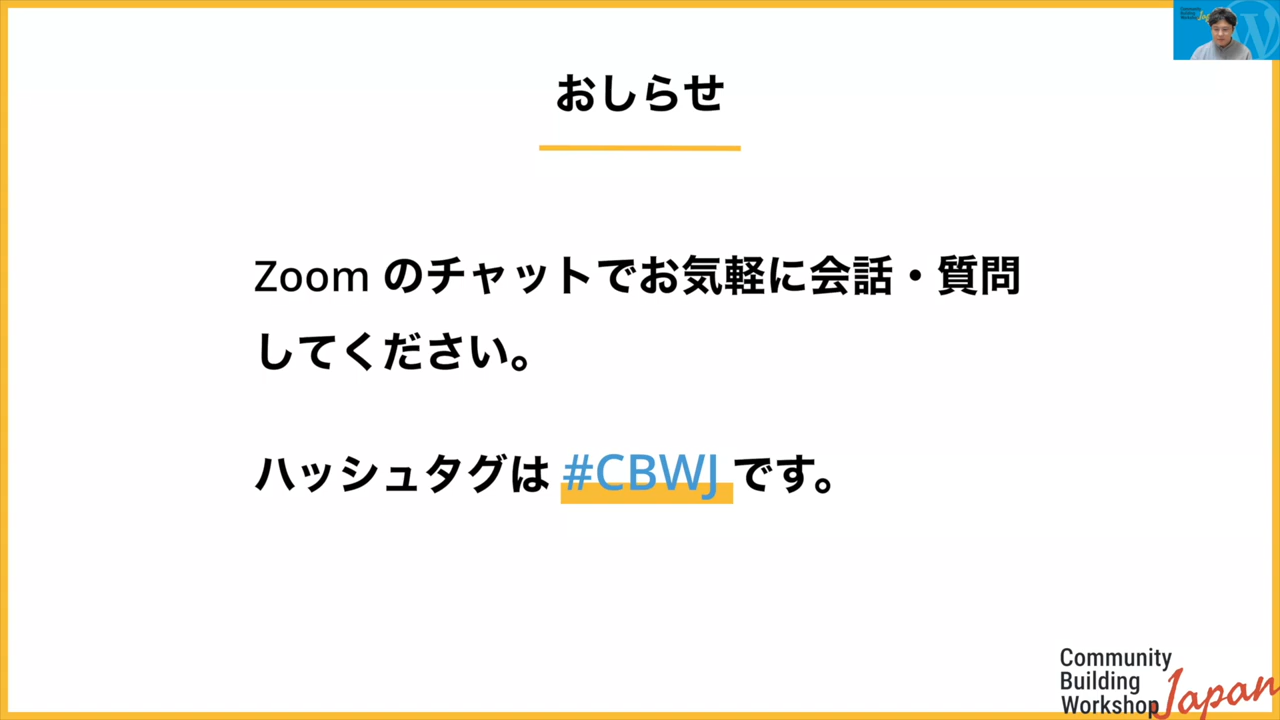 おしらせ
Zoom のチャットでお気軽に会話・質問
してください。
ハッシュタグは #CBWJ です。
Community
Building
Workshop Japan